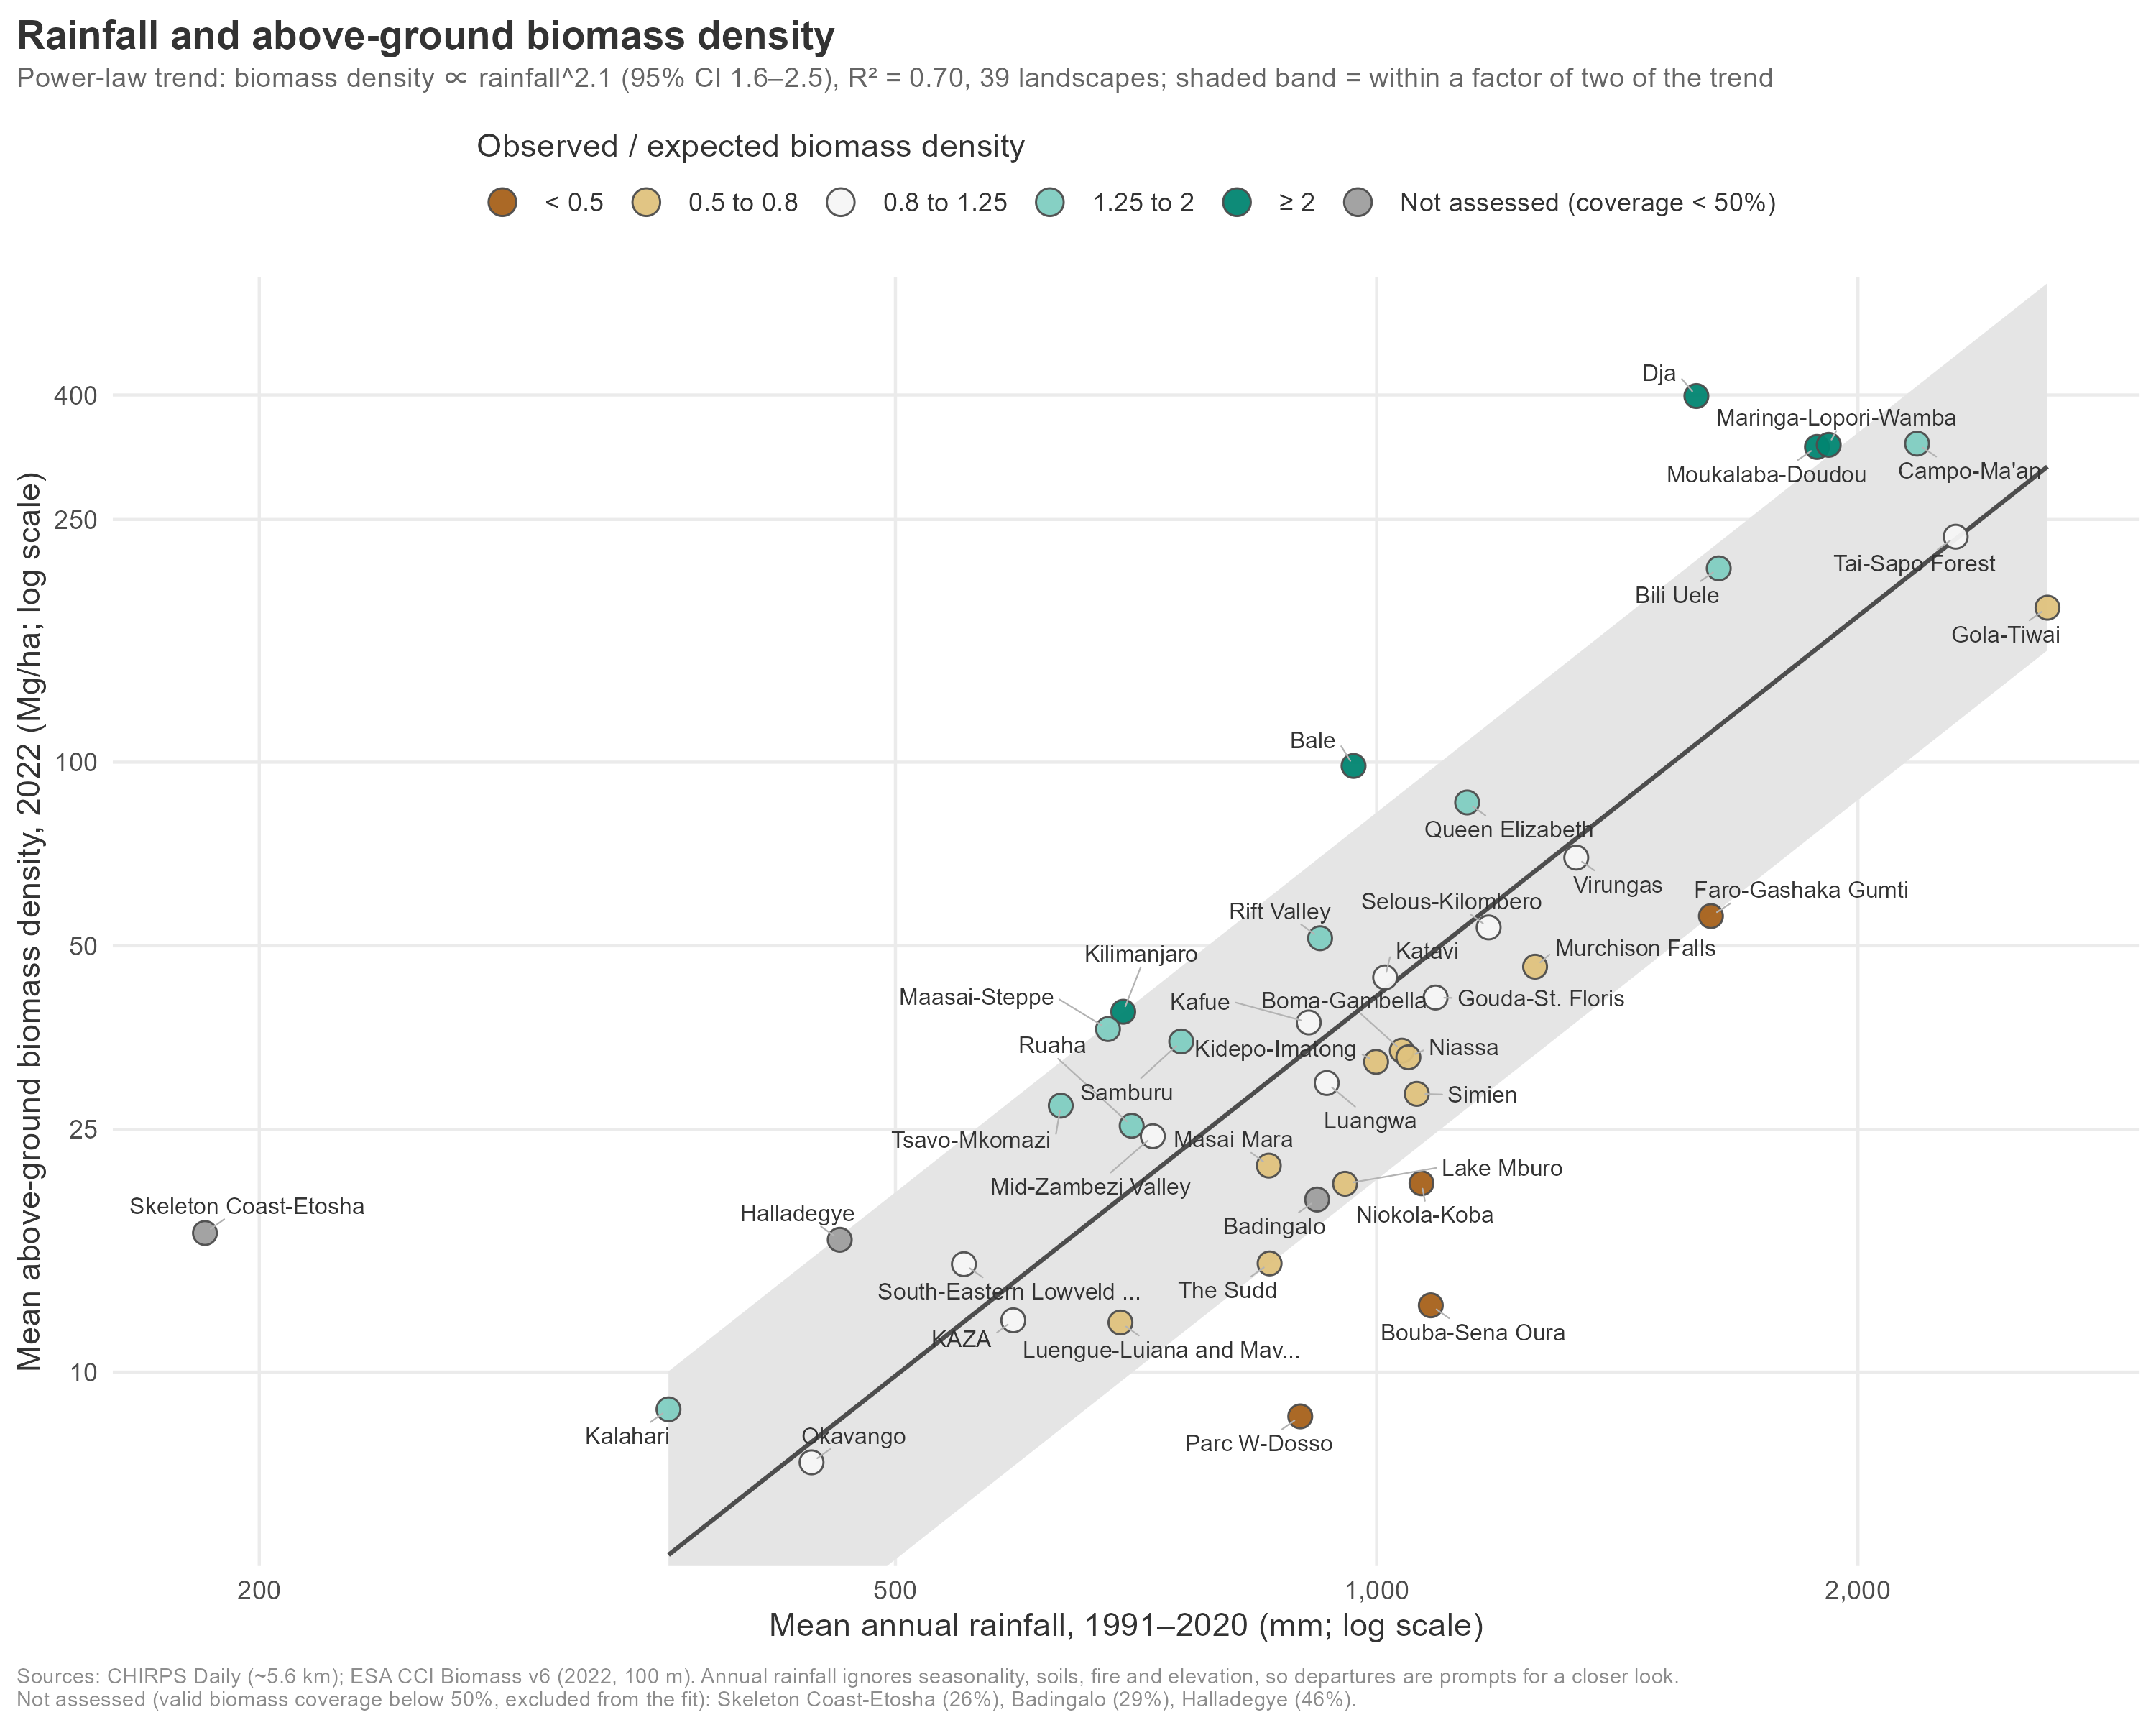 Rainfall and above-ground biomass density
Power-law trend: biomass density ∝ rainfall^2.1 (95% CI 1.6–2.5), R² = 0.70, 39 landscapes; shaded band = within a factor of two of the trend
Observed / expected biomass density
< 0.5
0.5 to 0.8
0.8 to 1.25
1.25 to 2
≥ 2
Not assessed (coverage < 50%)
Mean above-ground biomass density, 2022 (Mg/ha; log scale)
400
250
100
50
25
10
Dja
Maringa-Lopori-Wamba
Moukalaba-Doudou
Campo-Ma'an
Tai-Sapo Forest
Bili Uele
Gola-Tiwai
Bale
Queen Elizabeth
Virungas
Faro-Gashaka Gumti
Selous-Kilombero
Rift Valley
Murchison Falls
Katavi
Kilimanjaro
Maasai-Steppe
Kafue
Boma-Gambella
Gouda-St. Floris
Ruaha
Kidepo-Imatong
Niassa
Samburu
Simien
Luangwa
Tsavo-Mkomazi
Masai Mara
Lake Mburo
Mid-Zambezi Valley
Skeleton Coast-Etosha
Halladegye
Badingalo
Niokola-Koba
South-Eastern Lowveld ...
The Sudd
KAZA
Luengue-Luiana and Mav...
Bouba-Sena Oura
Kalahari
Okavango
Parc W-Dosso
200
500
1,000
2,000
Mean annual rainfall, 1991–2020 (mm; log scale)
Sources: CHIRPS Daily (~5.6 km); ESA CCI Biomass v6 (2022, 100 m). Annual rainfall ignores seasonality, soils, fire and elevation, so departures are prompts for a closer look.
Not assessed (valid biomass coverage below 50%, excluded from the fit): Skeleton Coast-Etosha (26%), Badingalo (29%), Halladegye (46%).